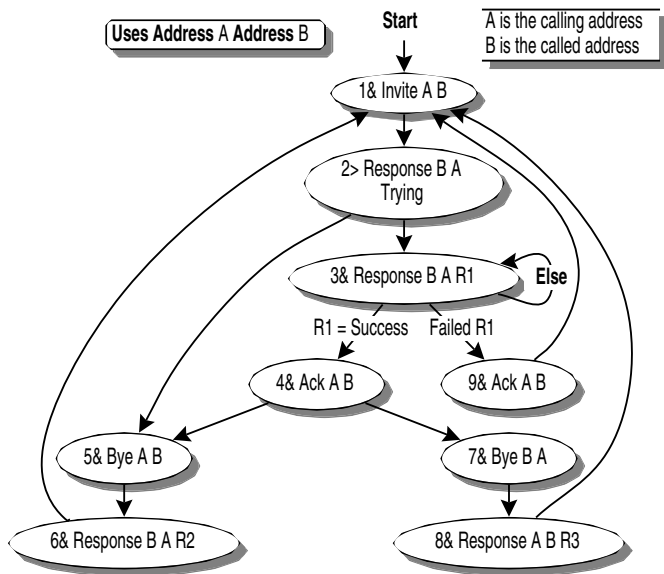 Uses Address A Address B
Start
A is the calling address
B is the called address
1& Invite A B
2> Response B A
Trying
3& Response B A R1
Else
R1 = Success
Failed R1
4& Ack A B
9& Ack A B
5& Bye A B
7& Bye B A
6& Response B A R2
8& Response A B R3